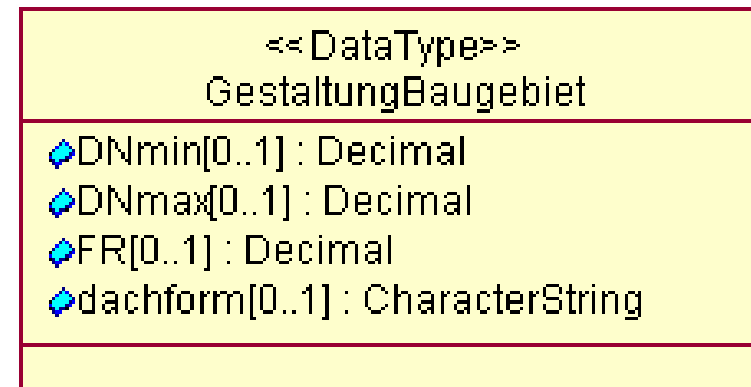 <<DataType>>
GestaltungBaugebiet
DNmin[0..1] : Decimal
DNmax[0..1] : Decimal
FR[0..1] : Decimal
dachform[0..1] : CharacterString